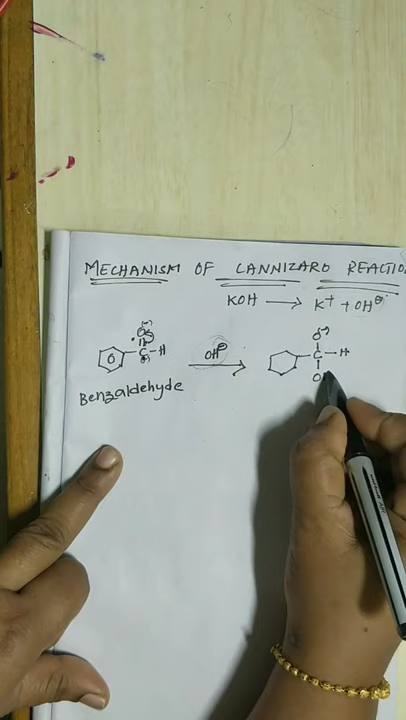 MECHANISM OF CANNIZARO REACTIO
KOH → K+ + OH⊖
(-)
O
C - H
OH⊖
(-)
O
C - H
O
Benzaldehyde